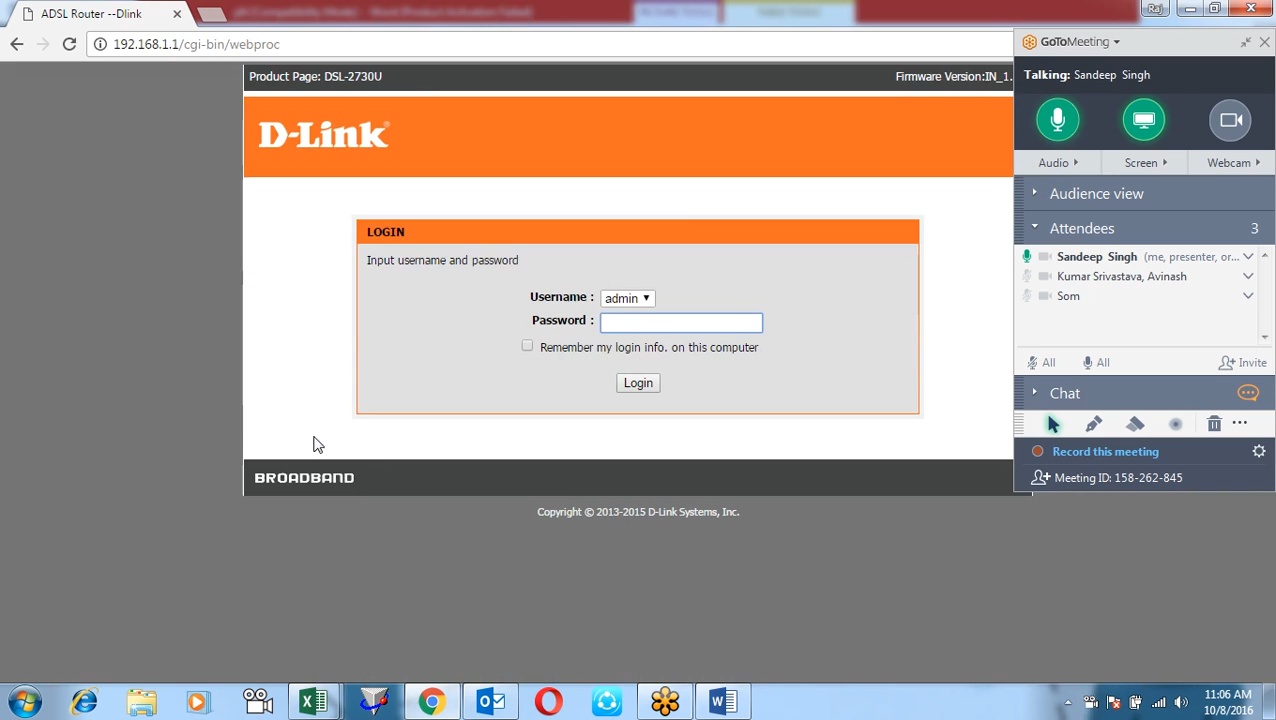 ADSL Router --Dlink
Raj
192.168.1.1/cgi-bin/webproc
Product Page: DSL-2730U
Firmware Version:IN_1.
D-Link
LOGIN
Input username and password
Username :
admin
Password :
Remember my login info. on this computer
Login
BROADBAND
Copyright © 2013-2015 D-Link Systems, Inc.
GoToMeeting
Talking: Sandeep Singh
Audio
Screen
Webcam
Audience view
Attendees
3
Sandeep Singh (me, presenter, or...
Kumar Srivastava, Avinash
Som
All
All
Invite
Chat
Record this meeting
Meeting ID: 158-262-845
11:06 AM
10/8/2016